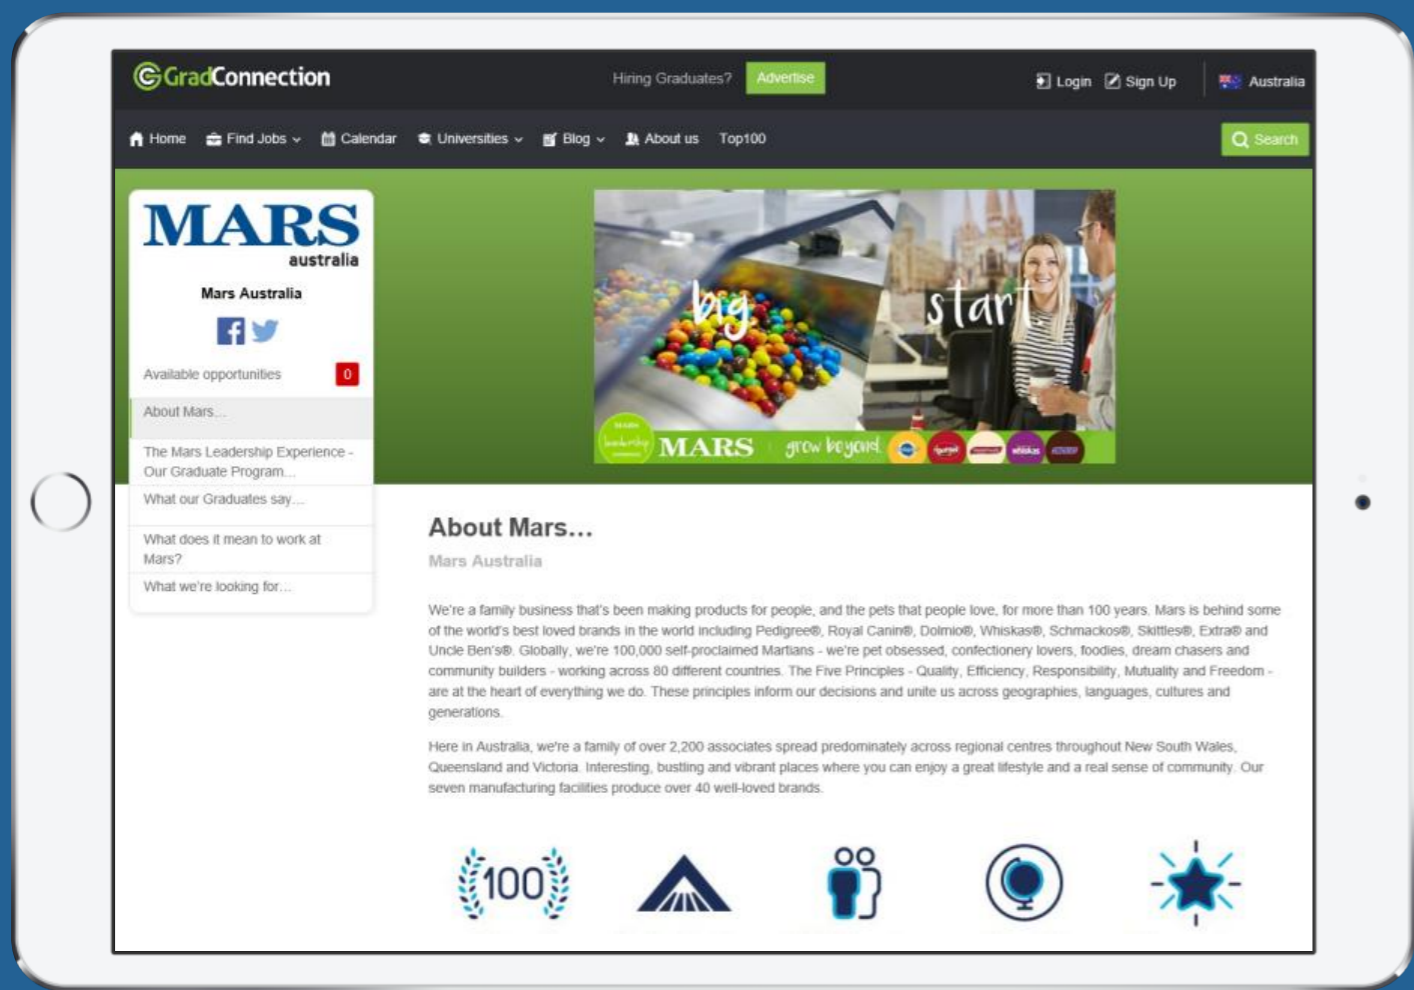 GradConnection
Hiring Graduates?
Advertise
Login
Sign Up
Australia
Home
Find Jobs
Calendar
Universities
Blog
About us
Top100
Search
MARS
australia
Mars Australia
Available opportunities
0
About Mars...
The Mars Leadership Experience -
Our Graduate Program...
What our Graduates say...
What does it mean to work at
Mars?
What we're looking for...
big start.
MARS
leadership
MARS
grow beyond.
whiskas
About Mars...
Mars Australia
We're a family business that's been making products for people, and the pets that people love, for more than 100 years. Mars is behind some
of the world's best loved brands in the world including Pedigree®, Royal Canin®, Dolmio®, Whiskas®, Schmackos®, Skittles®, Extra® and
Uncle Ben's®. Globally, we're 100,000 self-proclaimed Martians - we're pet obsessed, confectionery lovers, foodies, dream chasers and
community builders - working across 80 different countries. The Five Principles - Quality, Efficiency, Responsibility, Mutuality and Freedom -
are at the heart of everything we do. These principles inform our decisions and unite us across geographies, languages, cultures and
generations.
Here in Australia, we're a family of over 2,200 associates spread predominately across regional centres throughout New South Wales,
Queensland and Victoria. Interesting, bustling and vibrant places where you can enjoy a great lifestyle and a real sense of community. Our
seven manufacturing facilities produce over 40 well-loved brands.
100